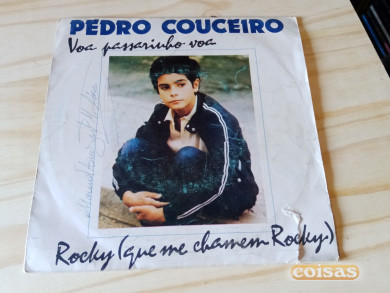 PEDRO COUCEIRO
Voa passarinho voa
Rocky (que me chamem Rocky)
coisas